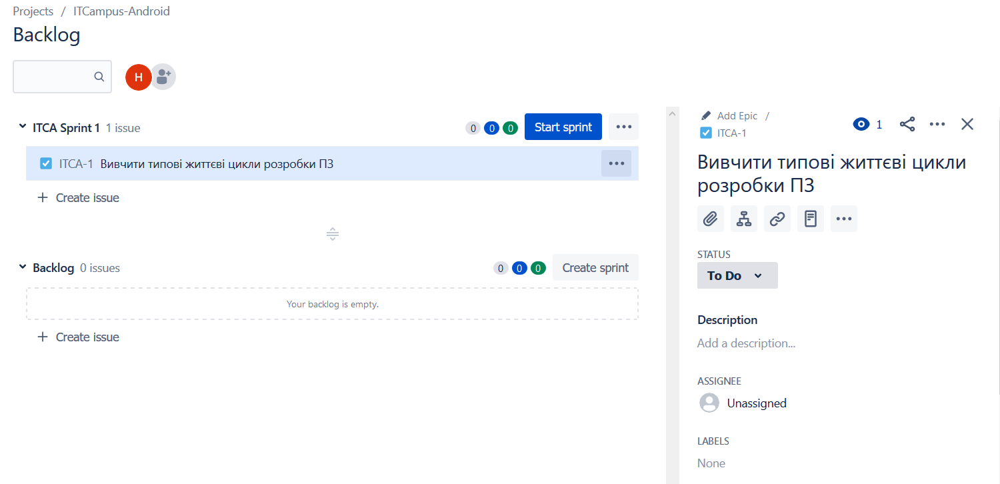 Projects / ITCampus-Android
Backlog
H
ITCA Sprint 1 1 issue 0 0 0 Start sprint
ITCA-1 Вивчити типові життєві цикли розробки ПЗ
Create issue
Backlog 0 issues 0 0 0 Create sprint
Your backlog is empty.
Create issue
Add Epic /
ITCA-1
1
Вивчити типові життєві цикли
розробки ПЗ
STATUS
To Do
Description
Add a description...
ASSIGNEE
Unassigned
LABELS
None